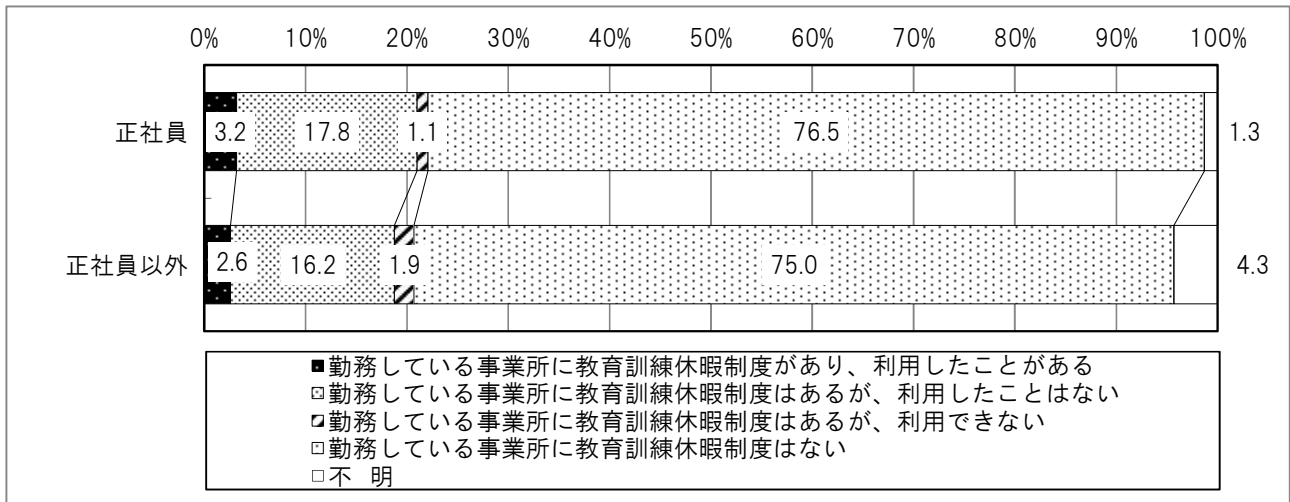 0% 10% 20% 30% 40% 50% 60% 70% 80% 90% 100%
正社員 3.2 17.8 1.1 76.5 1.3
正社員以外 2.6 16.2 1.9 75.0 4.3
勤務している事業所に教育訓練休暇制度があり、利用したことがある
勤務している事業所に教育訓練休暇制度はあるが、利用したことはない
勤務している事業所に教育訓練休暇制度はあるが、利用できない
勤務している事業所に教育訓練休暇制度はない
不 明